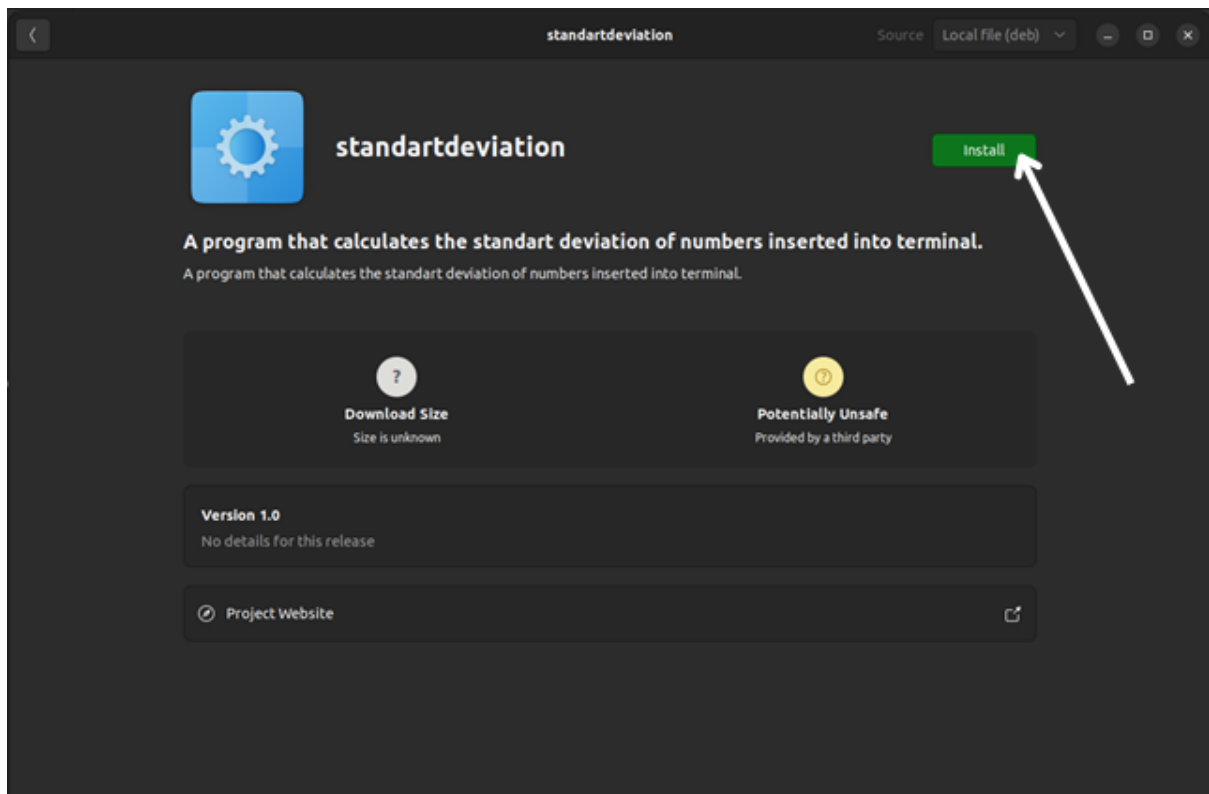 standartdeviation
Source Local file (deb)
standartdeviation
Install
A program that calculates the standart deviation of numbers inserted into terminal.
A program that calculates the standart deviation of numbers inserted into terminal.
? ?
Download Size Potentially Unsafe
Size is unknown Provided by a third party
Version 1.0
No details for this release
Project Website